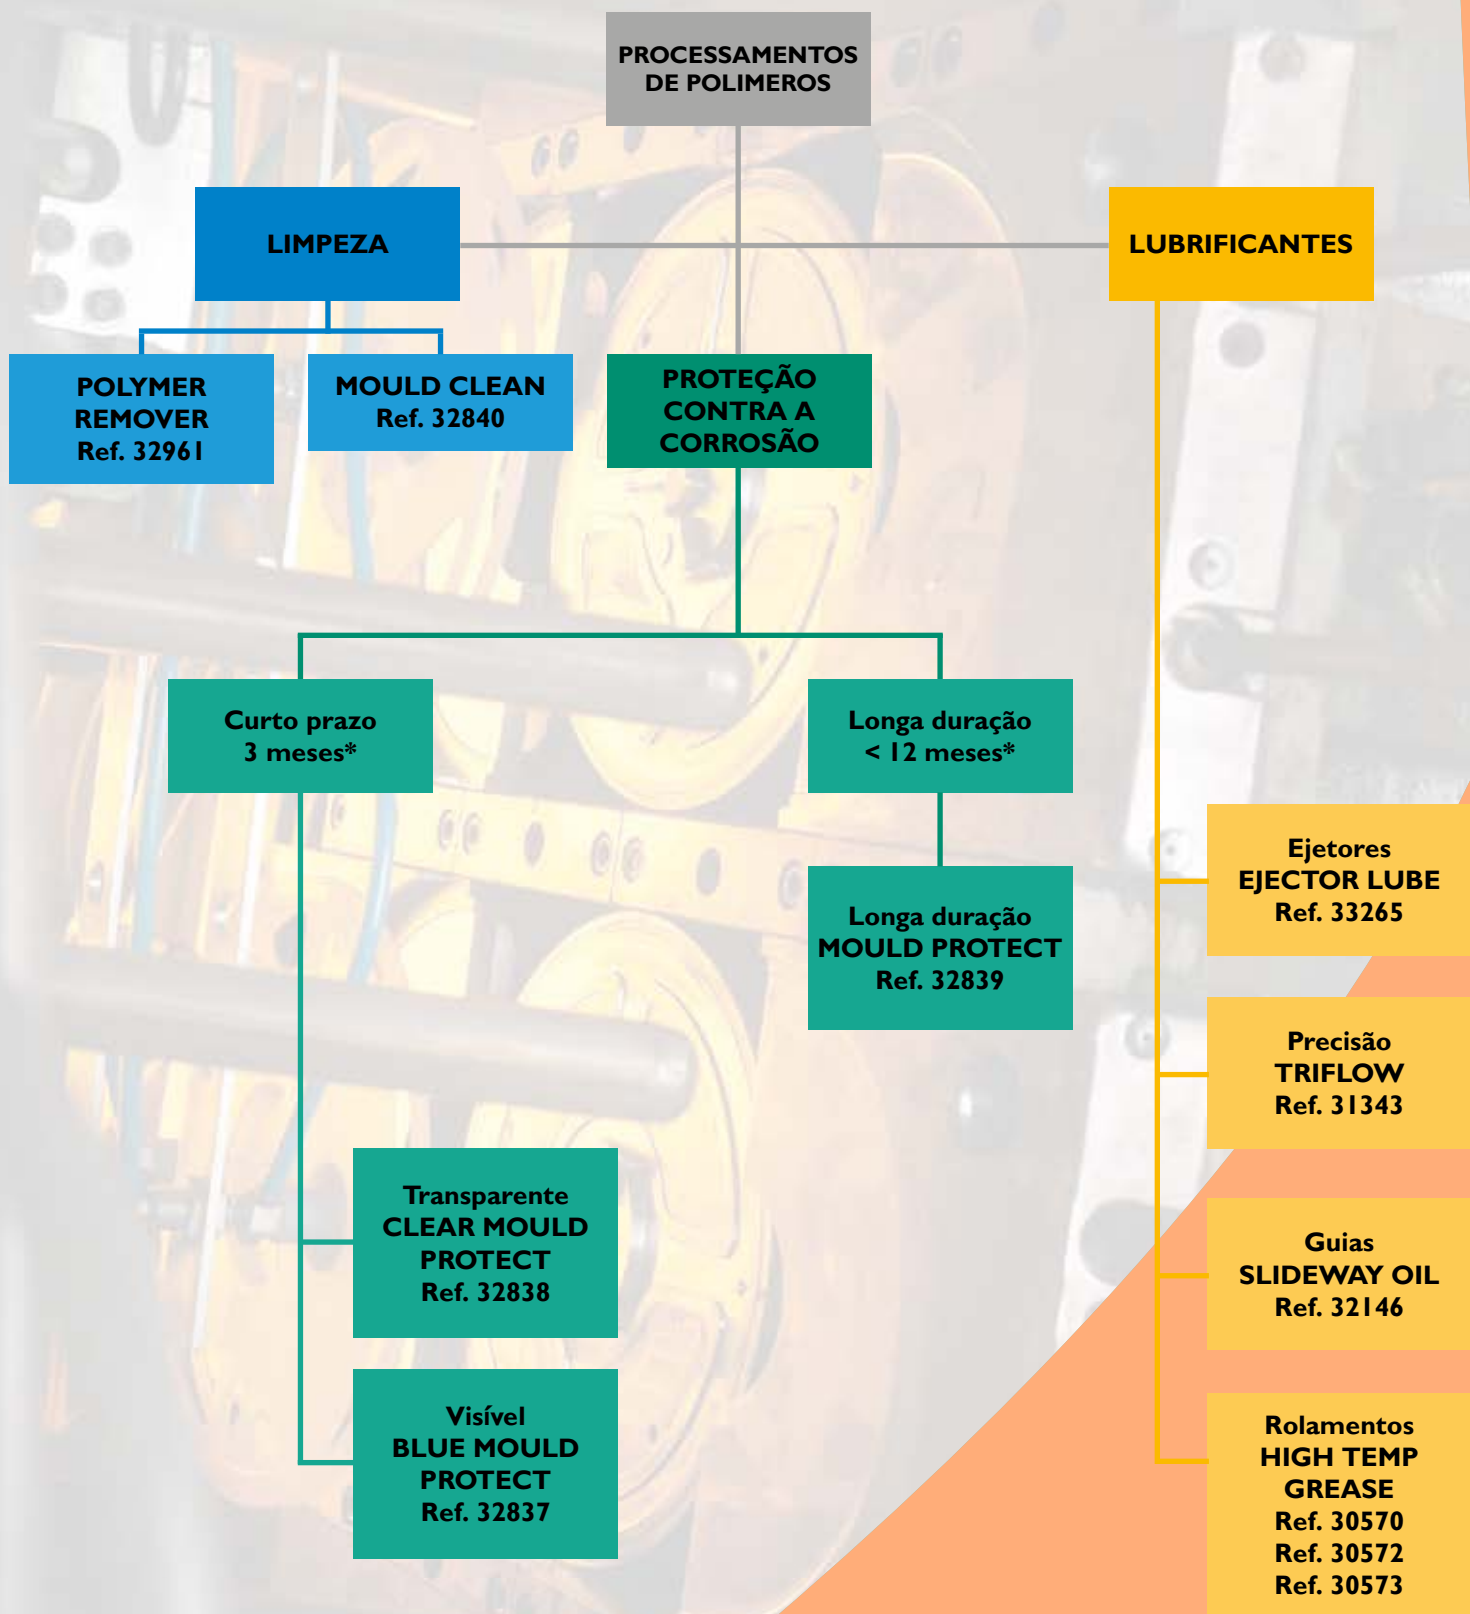 PROCESSAMENTOS
DE POLIMEROS
LIMPEZA
LUBRIFICANTES
POLYMER
REMOVER
Ref. 32961
MOULD CLEAN
Ref. 32840
PROTEÇÃO
CONTRA A
CORROSÃO
Curto prazo
3 meses*
Longa duração
< 12 meses*
Longa duração
MOULD PROTECT
Ref. 32839
Transparente
CLEAR MOULD
PROTECT
Ref. 32838
Visível
BLUE MOULD
PROTECT
Ref. 32837
Ejetores
EJECTOR LUBE
Ref. 33265
Precisão
TRIFLOW
Ref. 31343
Guias
SLIDEWAY OIL
Ref. 32146
Rolamentos
HIGH TEMP
GREASE
Ref. 30570
Ref. 30572
Ref. 30573